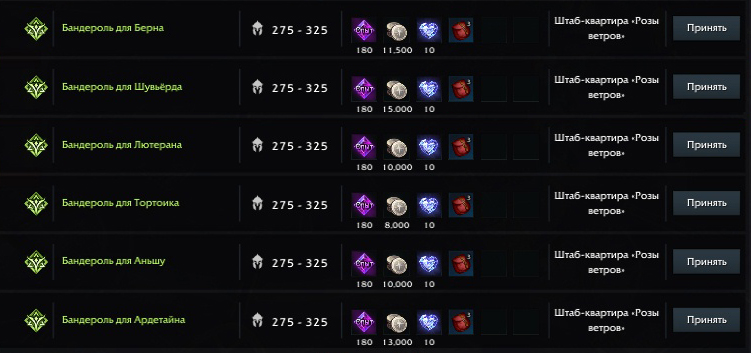 Бандероль для Берна 275 - 325 Опыт 3 Штаб-квартира «Розы ветров» Принять
180 11,500 10
Бандероль для Шувьёрда 275 - 325 Опыт 3 Штаб-квартира «Розы ветров» Принять
180 15,000 10
Бандероль для Лютерана 275 - 325 Опыт 3 Штаб-квартира «Розы ветров» Принять
180 10,000 10
Бандероль для Тортоика 275 - 325 Опыт 3 Штаб-квартира «Розы ветров» Принять
180 8,000 10
Бандероль для Аньшу 275 - 325 Опыт 3 Штаб-квартира «Розы ветров» Принять
180 10,000 10
Бандероль для Ардетайна 275 - 325 Опыт 3 Штаб-квартира «Розы ветров» Принять
180 13,000 10